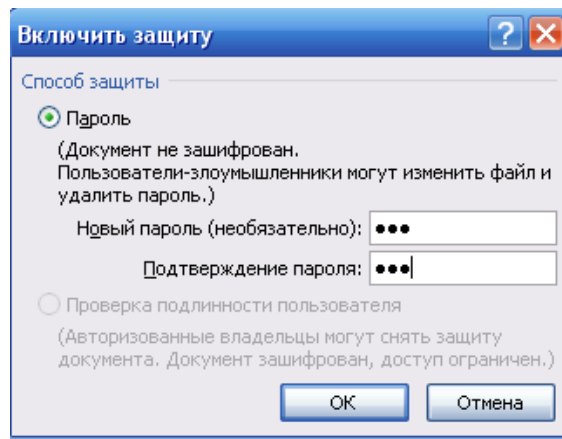 Включить защиту
Способ защиты
Пароль
(Документ не зашифрован.
Пользователи-злоумышленники могут изменить файл и
удалить пароль.)
Новый пароль (необязательно): ●●●
Подтверждение пароля: ●●●
Проверка подлинности пользователя
(Авторизованные владельцы могут снять защиту
документа. Документ зашифрован, доступ ограничен.)
ОК Отмена